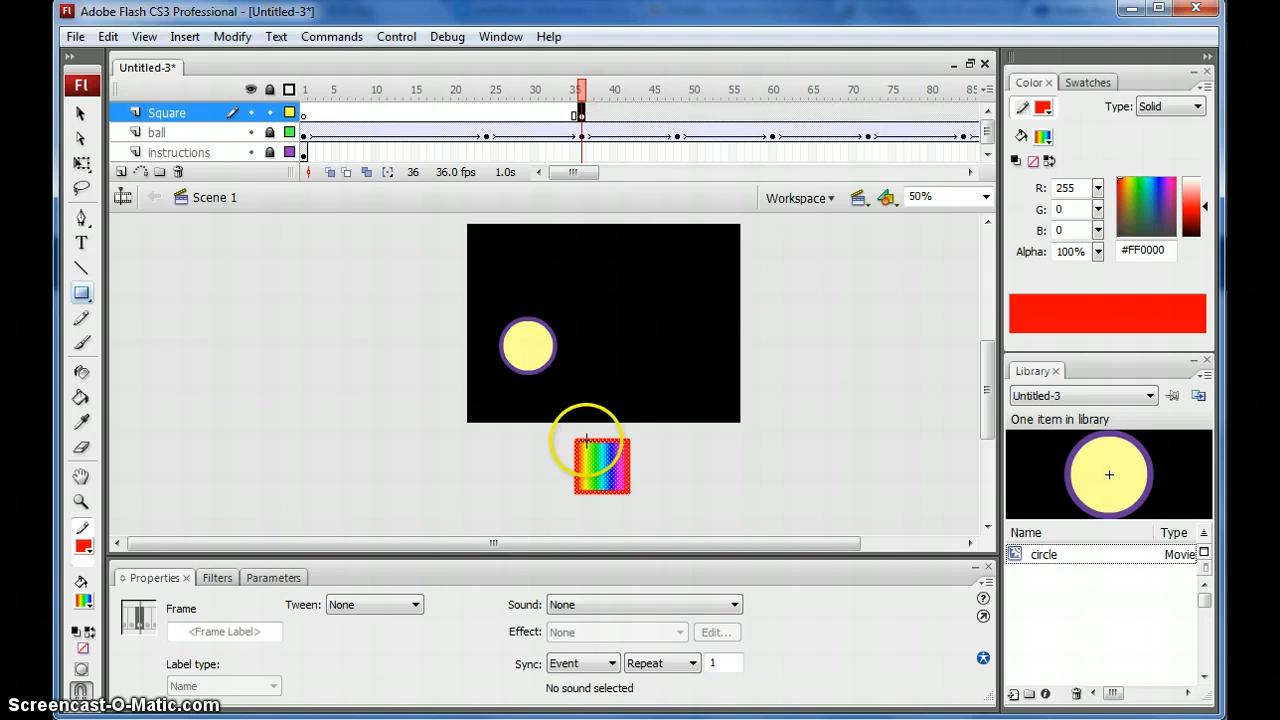 Fl Adobe Flash CS3 Professional - [Untitled-3*]
File Edit View Insert Modify Text Commands Control Debug Window Help
Untitled-3*
Fl
1 5 10 15 20 25 30 35 40 45 50 55 60 65 70 75 80 85
Square
ball
instructions
36 36.0 fps 1.0s
Scene 1 Workspace 50%
Color Swatches
Type: Solid
R: 255
G: 0
B: 0
Alpha: 100% #FF0000
Library
Untitled-3
One item in library
Name Type
circle Movie
Properties Filters Parameters
Frame Tween: None Sound: None
<Frame Label> Effect: None Edit...
Label type: Sync: Event Repeat 1
Name No sound selected
Screencast-O-Matic.com